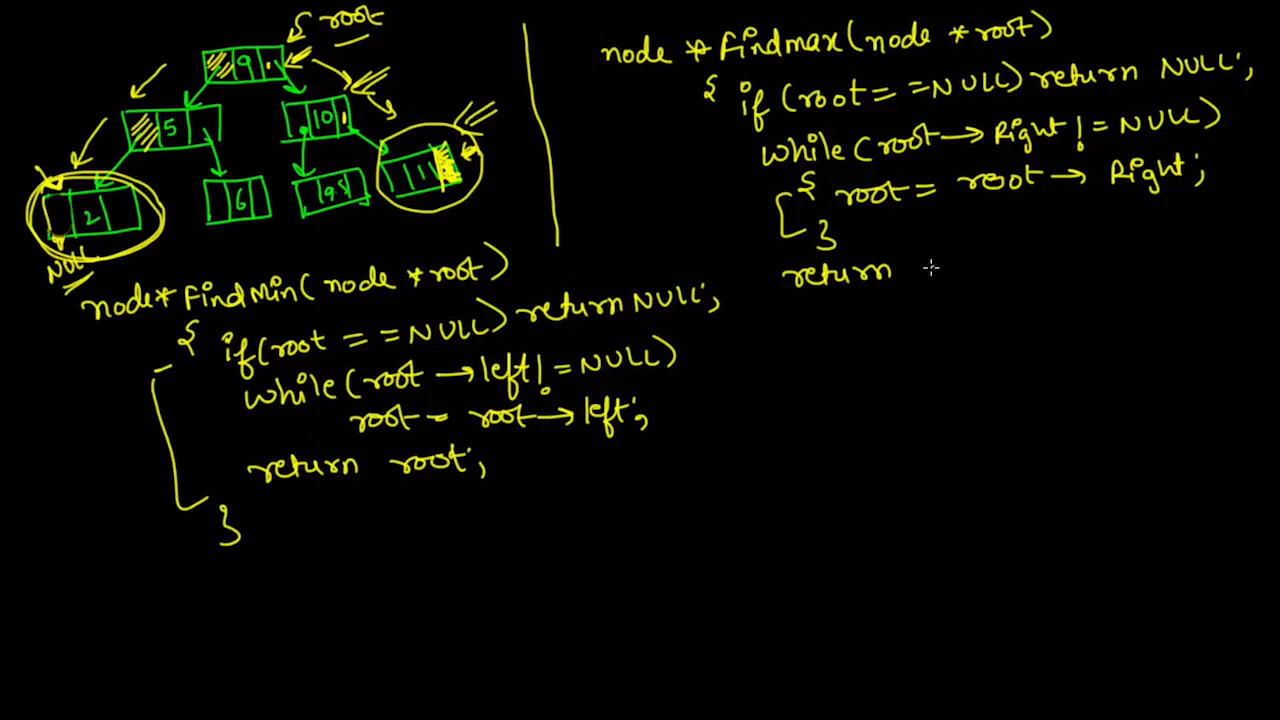 root
9
5
10
2
6
9.5
11
NULL
node* findMin( node *root)
{ if(root == NULL) return NULL;
while(root → left != NULL)
root = root → left;
return root;
}
node *findmax(node *root)
{ if(root == NULL) return NULL;
while(root → Right != NULL)
{ root = root → Right;
}
return